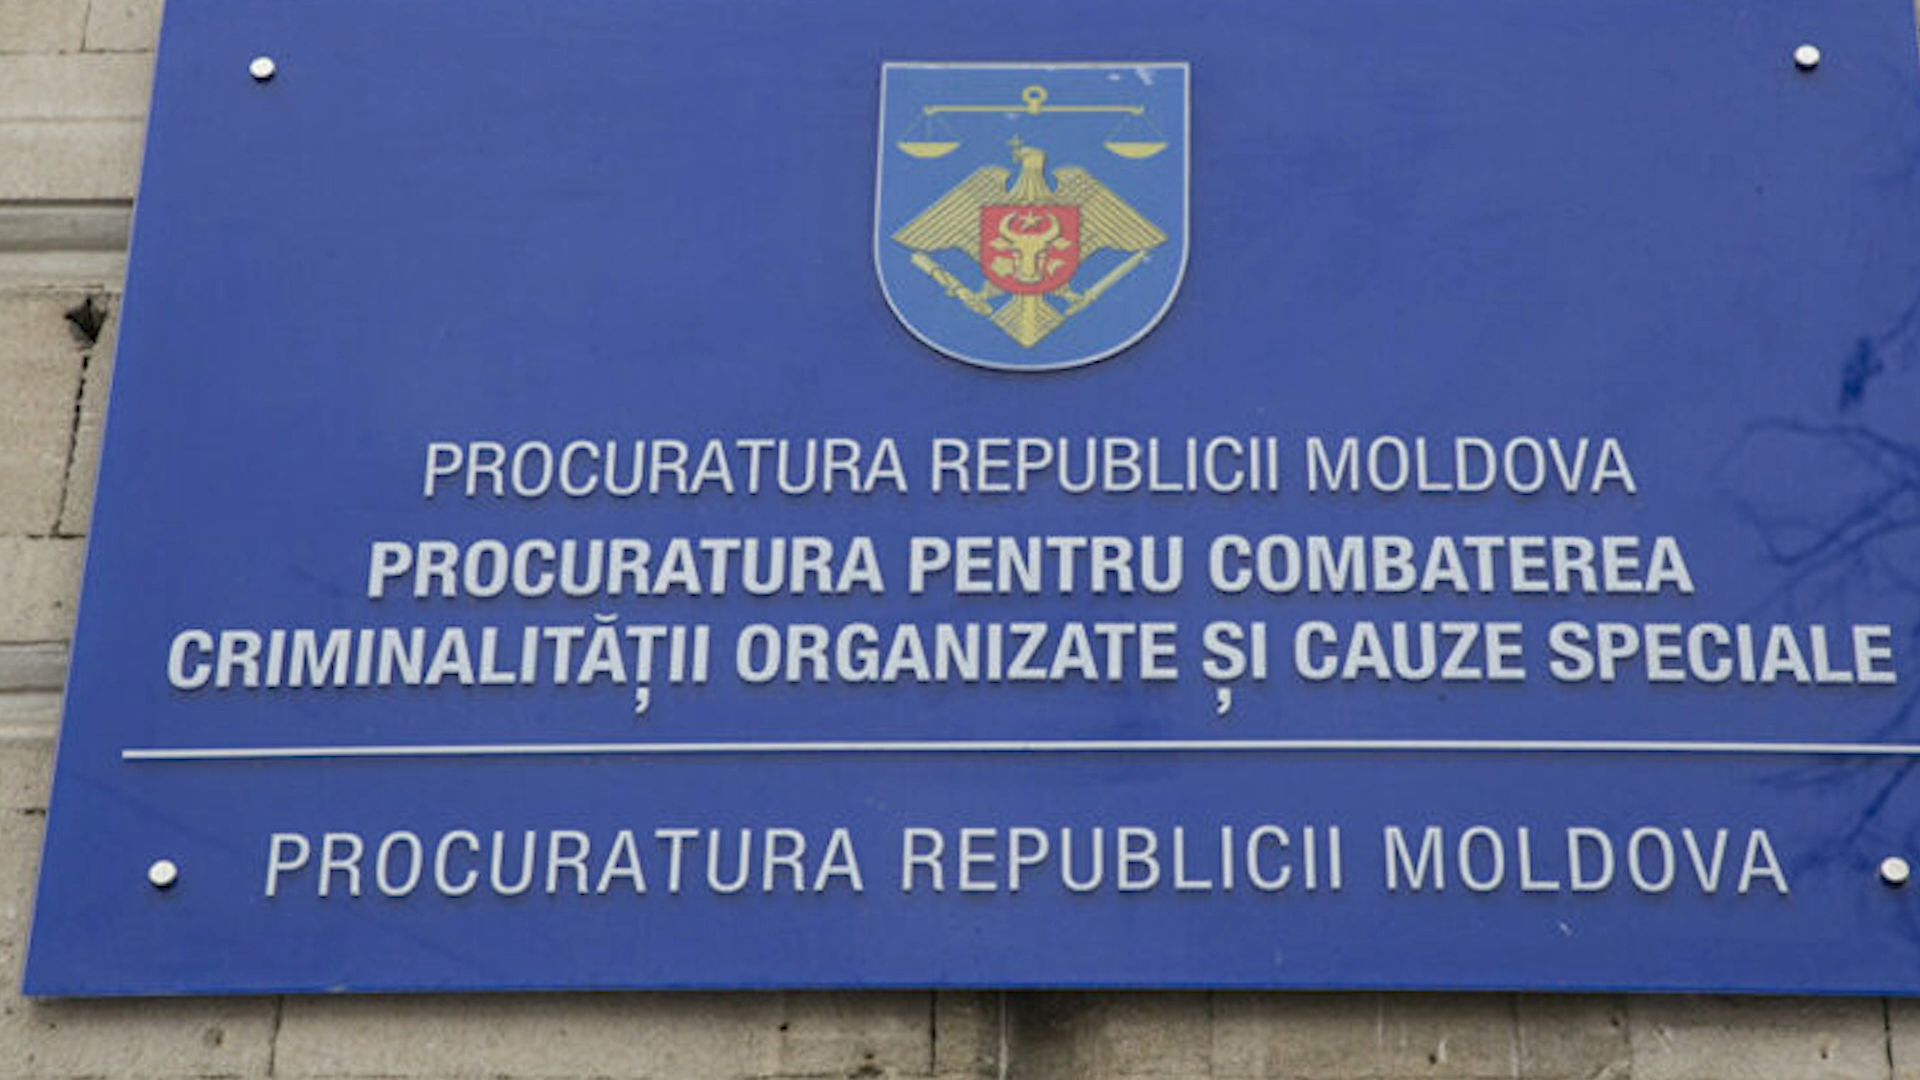 PROCURATURA REPUBLICII MOLDOVA
PROCURATURA PENTRU COMBATEREA
CRIMINALITĂȚII ORGANIZATE ȘI CAUZE SPECIALE
PROCURATURA REPUBLICII MOLDOVA